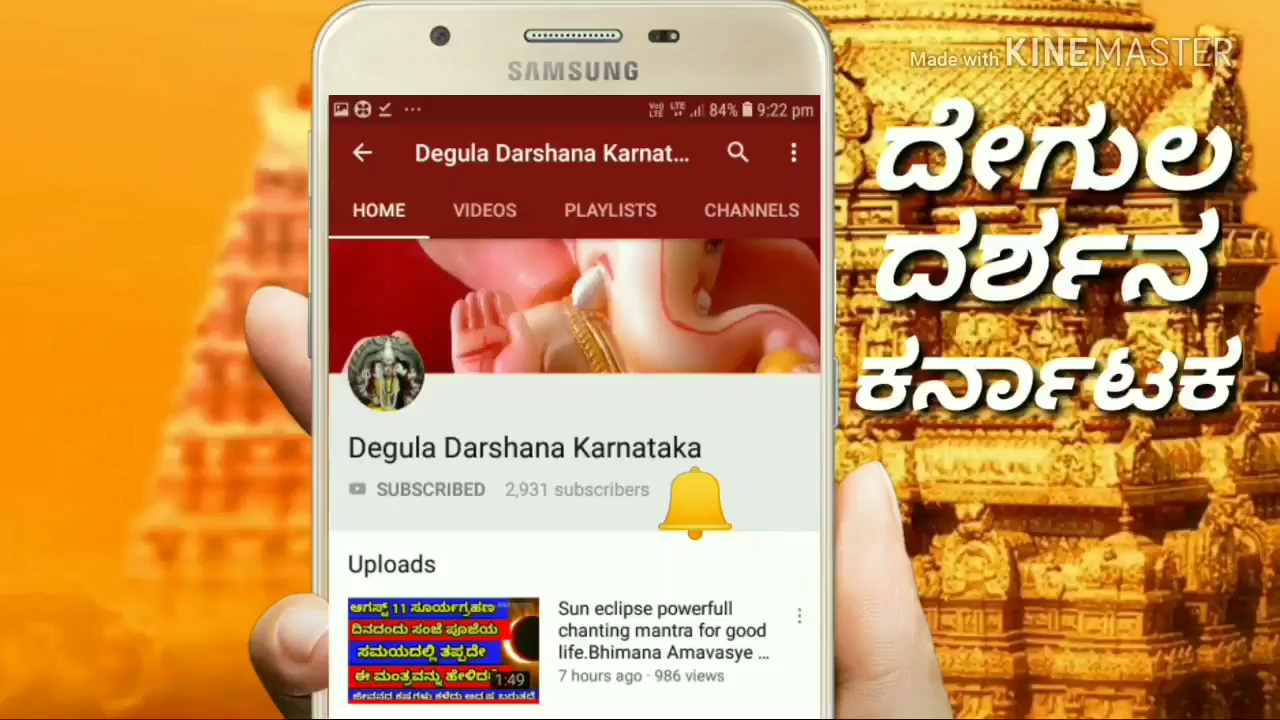 Made with KINEMASTER
SAMSUNG
84% 9:22 pm
Degula Darshana Karnat...
HOME VIDEOS PLAYLISTS CHANNELS
Degula Darshana Karnataka
SUBSCRIBED 2,931 subscribers
Uploads
ಆಗಸ್ಟ್ 11 ಸೂರ್ಯಗ್ರಹಣ
ದಿನದಂದು ಸಂಜೆ ಪೂಜೆಯ
ಸಮಯದಲ್ಲಿ ತಪ್ಪದೇ
ಈ ಮಂತ್ರವನ್ನು ಹೇಳಿದರೆ
1:49
Sun eclipse powerfull
chanting mantra for good
life.Bhimana Amavasye ...
7 hours ago · 986 views
ದೇಗುಲ
ದರ್ಶನ
ಕರ್ನಾಟಕ